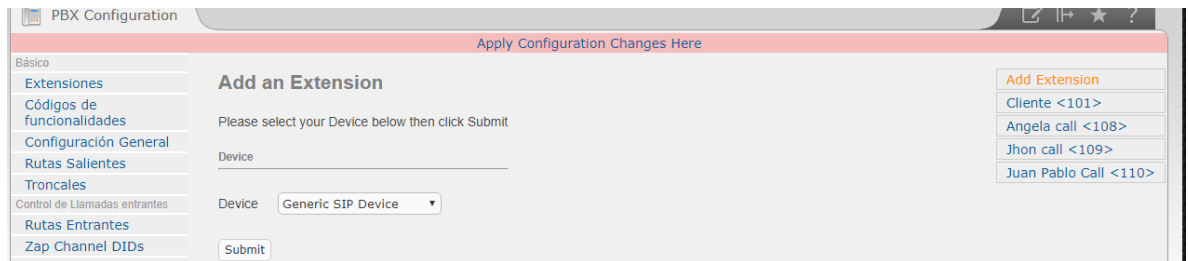 PBX Configuration
?
Apply Configuration Changes Here
Básico
Extensiones
Códigos de
funcionalidades
Configuración General
Rutas Salientes
Troncales
Control de Llamadas entrantes
Rutas Entrantes
Zap Channel DIDs
Add an Extension
Please select your Device below then click Submit
Device
Device Generic SIP Device
Submit
Add Extension
Cliente <101>
Angela call <108>
Jhon call <109>
Juan Pablo Call <110>